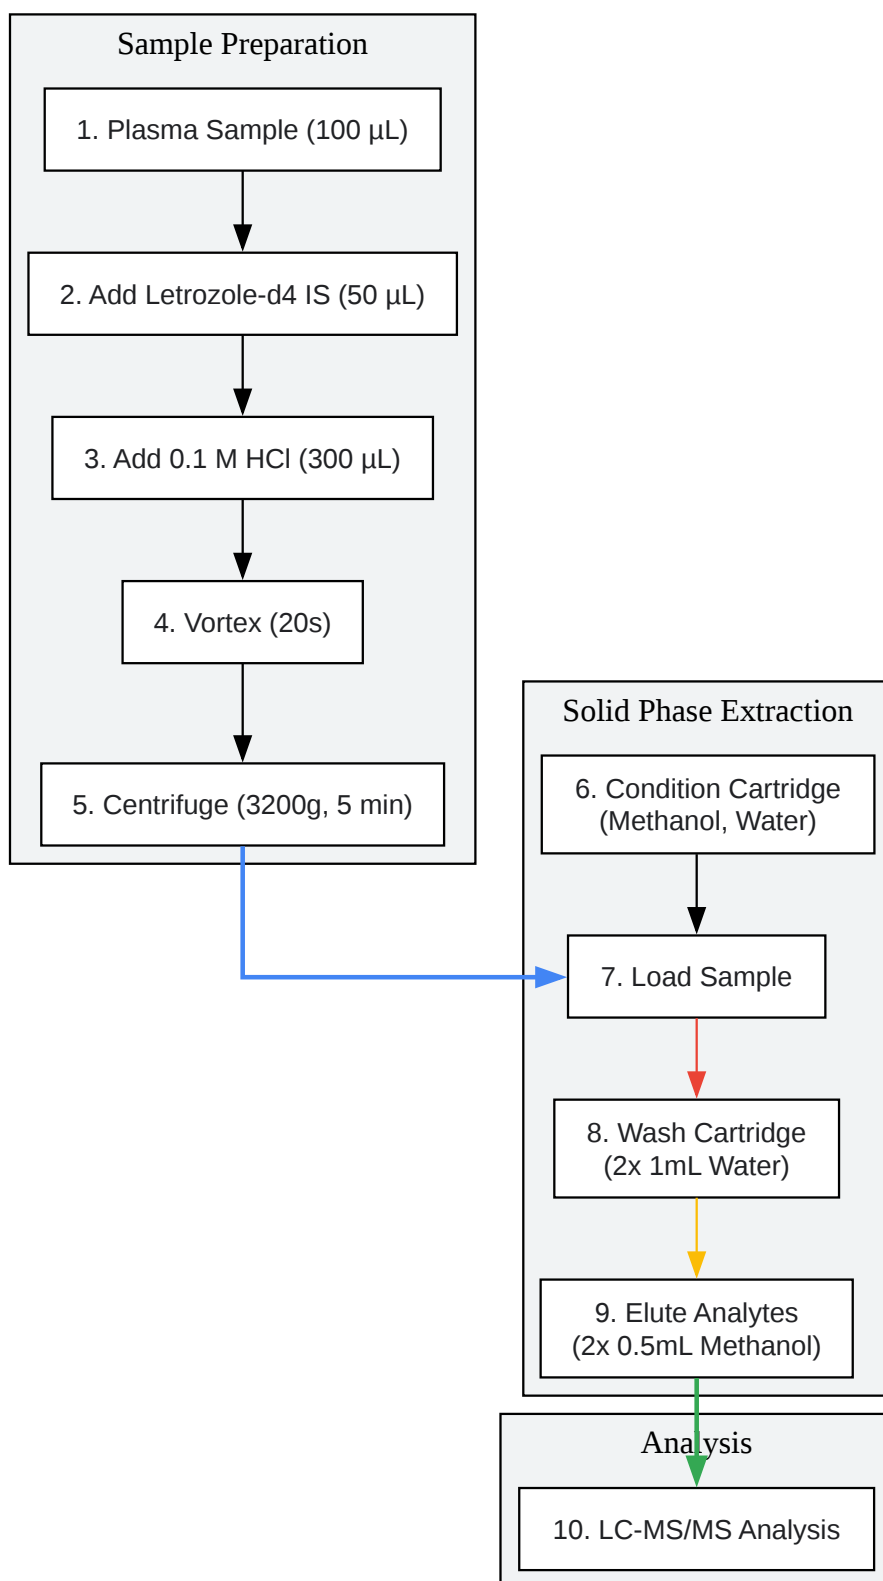 Sample Preparation
1. Plasma Sample (100 µL)
2. Add Letrozole-d4 IS (50 µL)
3. Add 0.1 M HCl (300 µL)
4. Vortex (20s)
5. Centrifuge (3200g, 5 min)
Solid Phase Extraction
6. Condition Cartridge
(Methanol, Water)
7. Load Sample
8. Wash Cartridge
(2x 1mL Water)
9. Elute Analytes
(2x 0.5mL Methanol)
Analysis
10. LC-MS/MS Analysis